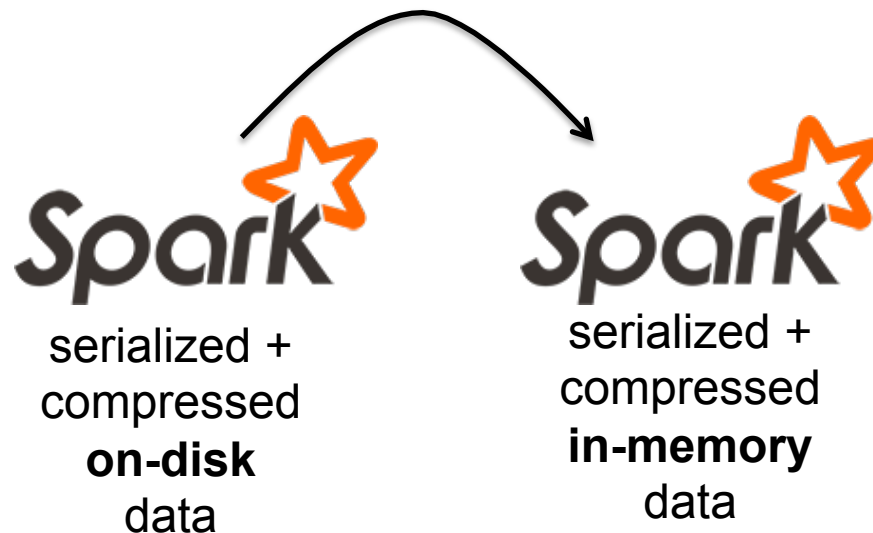 Spark
serialized +
compressed
on-disk
data
Spark
serialized +
compressed
in-memory
data